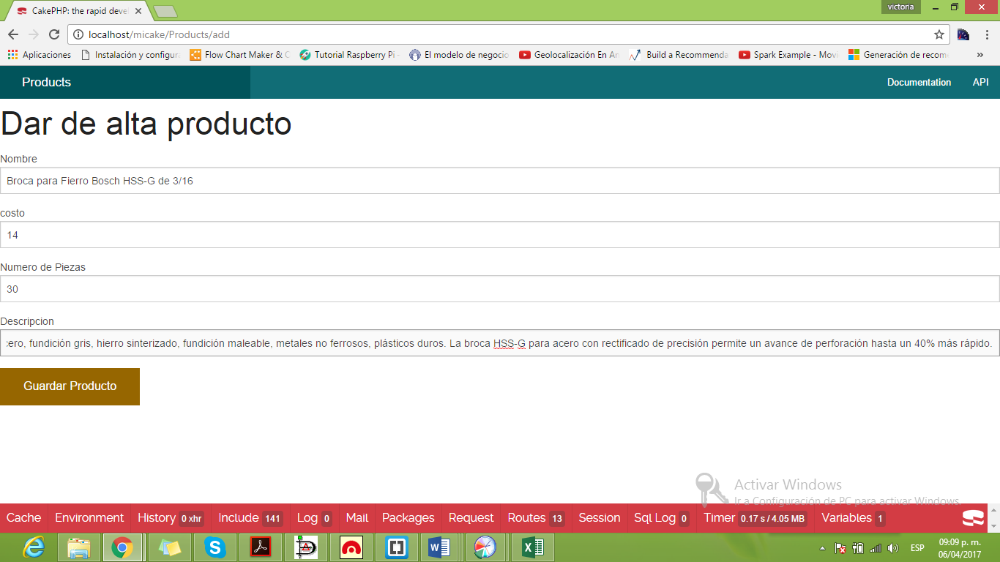 victoria
CakePHP: the rapid devel
localhost/micake/Products/add
Aplicaciones Instalación y configura Flow Chart Maker & C Tutorial Raspberry Pi - El modelo de negocio Geolocalización En An Build a Recommenda Spark Example - Movi Generación de recom »
Products Documentation API
Dar de alta producto
Nombre
Broca para Fierro Bosch HSS-G de 3/16
costo
14
Numero de Piezas
30
Descripcion
cero, fundición gris, hierro sinterizado, fundición maleable, metales no ferrosos, plásticos duros. La broca HSS-G para acero con rectificado de precisión permite un avance de perforación hasta un 40% más rápido.
Guardar Producto
Activar Windows
Ir a Configuración de PC para activar Windows.
Cache Environment History 0 xhr Include 141 Log 0 Mail Packages Request Routes 13 Session Sql Log 0 Timer 0.17 s / 4.05 MB Variables 1
ESP
09:09 p. m.
06/04/2017